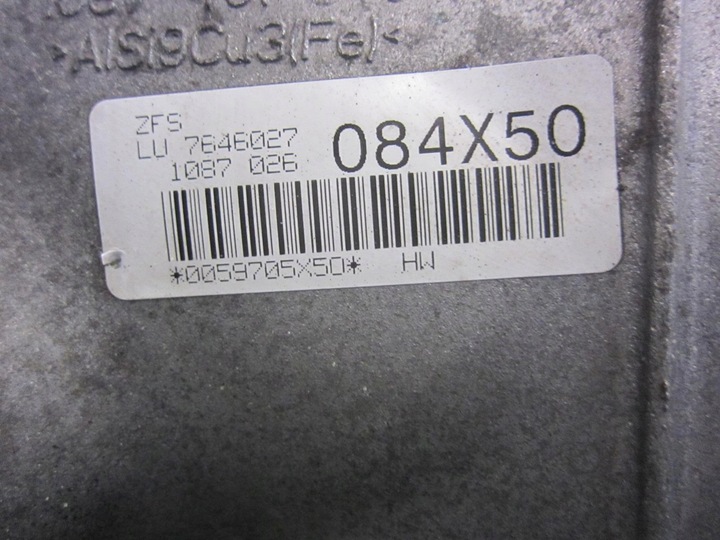 >AlSi9Cu3(Fe)<
ZFS
LU 7646027 084X50
1087 026
*0059705X50* HW